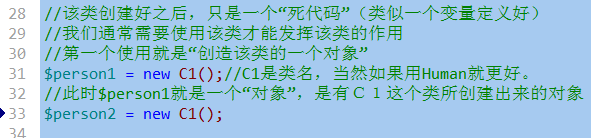 28 //该类创建好之后，只是一个“死代码”（类似一个变量定义好）
29 //我们通常需要使用该类才能发挥该类的作用
30 //第一个使用就是“创造该类的一个对象”
31 $person1 = new C1();//C1是类名，当然如果用Human就更好。
32 //此时$person1就是一个“对象”，是有Ｃ１这个类所创建出来的对象
33 $person2 = new C1();
34